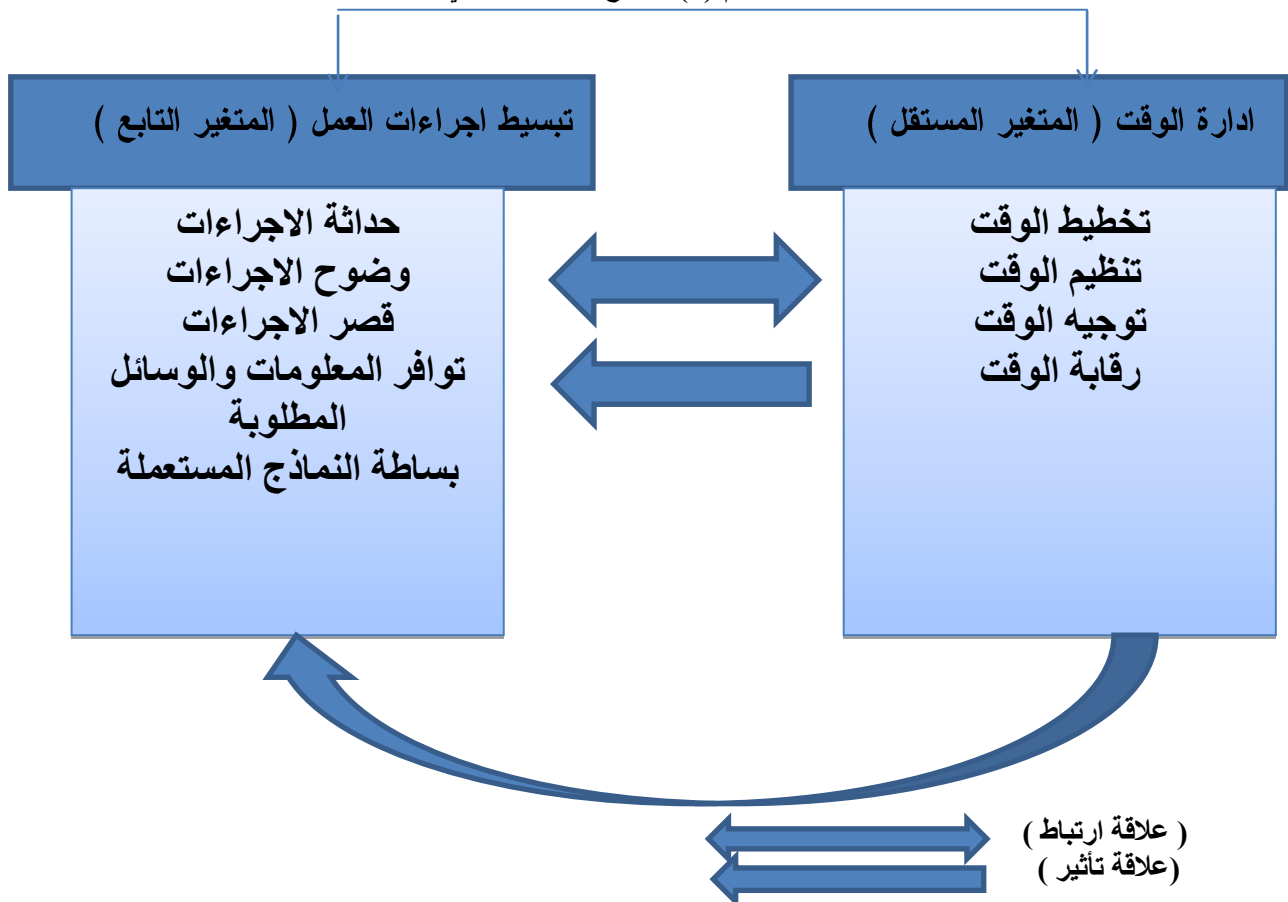 ادارة الوقت ( المتغير المستقل )
تخطيط الوقت
تنظيم الوقت
توجيه الوقت
رقابة الوقت
تبسيط اجراءات العمل ( المتغير التابع )
حداثة الاجراءات
وضوح الاجراءات
قصر الاجراءات
توافر المعلومات والوسائل
المطلوبة
بساطة النماذج المستعملة
( علاقة ارتباط )
(علاقة تأثير )